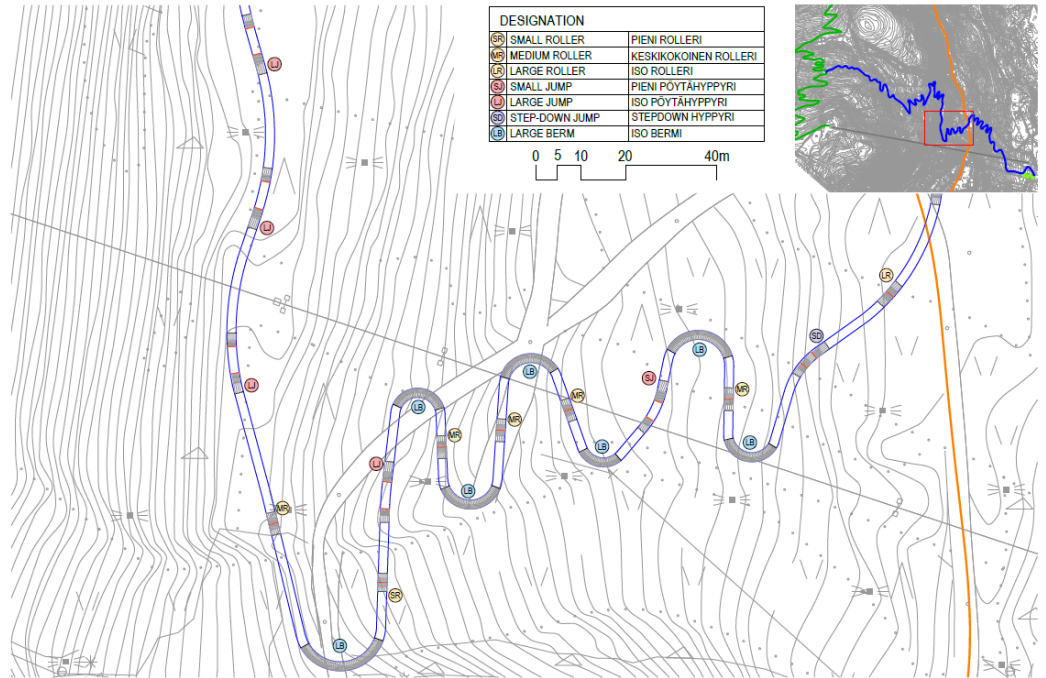 DESIGNATION
SR SMALL ROLLER PIENI ROLLERI
MR MEDIUM ROLLER KESKIKOKOINEN ROLLERI
LR LARGE ROLLER ISO ROLLERI
SJ SMALL JUMP PIENI PÖYTÄHYPPYRI
LJ LARGE JUMP ISO PÖYTÄHYPPYRI
SD STEP-DOWN JUMP STEPDOWN HYPPYRI
LB LARGE BERM ISO BERMI
0 5 10 20 40m
LJ
LJ
LR
SD
LB
LB
SJ
LJ
MR
MR
LB
MR
MR
LB
LB
LJ
LB
MR
SR
LB